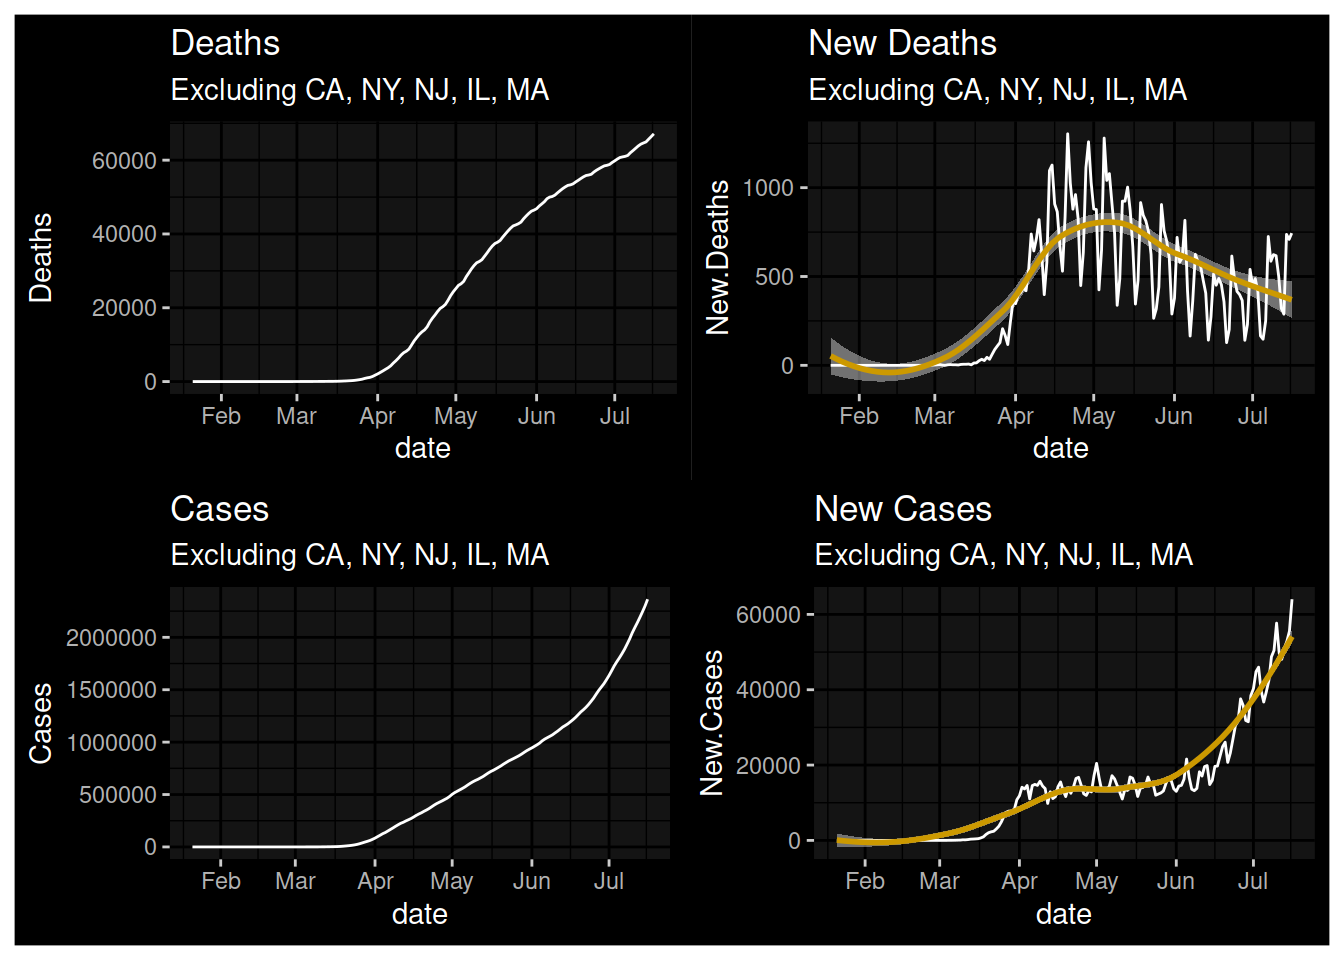 Deaths
Excluding CA, NY, NJ, IL, MA
Deaths
60000
40000
20000
0
Feb Mar Apr May Jun Jul
date
New Deaths
Excluding CA, NY, NJ, IL, MA
New.Deaths
1000
500
0
Feb Mar Apr May Jun Jul
date
Cases
Excluding CA, NY, NJ, IL, MA
Cases
2000000
1500000
1000000
500000
0
Feb Mar Apr May Jun Jul
date
New Cases
Excluding CA, NY, NJ, IL, MA
New.Cases
60000
40000
20000
0
Feb Mar Apr May Jun Jul
date